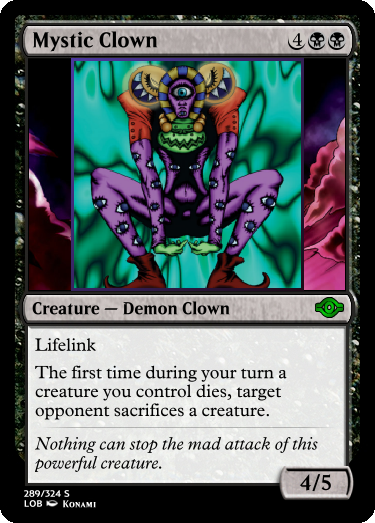 Mystic Clown 4
Creature — Demon Clown
Lifelink
The first time during your turn a
creature you control dies, target
opponent sacrifices a creature.
Nothing can stop the mad attack of this
powerful creature.
4/5
289/324 S
LOB Konami